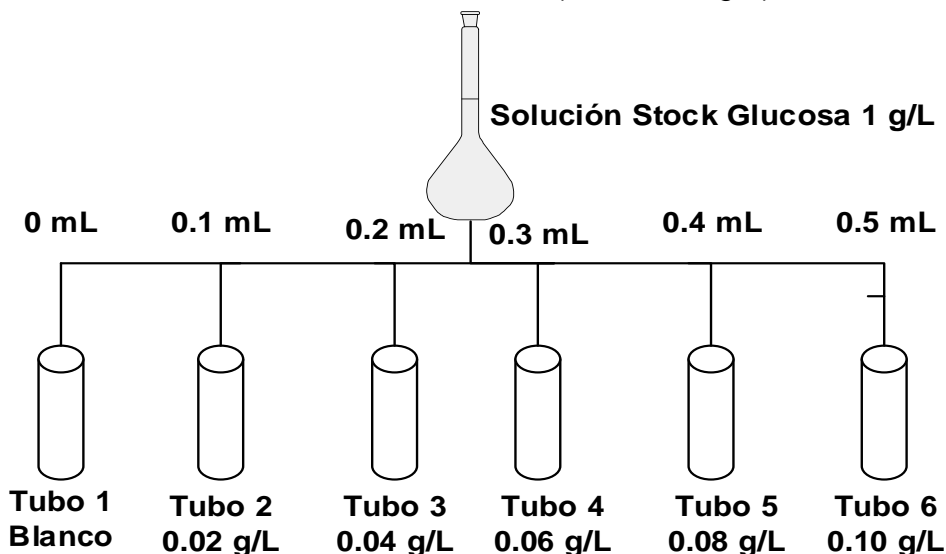 Solución Stock Glucosa 1 g/L
0 mL 0.1 mL 0.2 mL 0.3 mL 0.4 mL 0.5 mL
Tubo 1 Tubo 2 Tubo 3 Tubo 4 Tubo 5 Tubo 6
Blanco 0.02 g/L 0.04 g/L 0.06 g/L 0.08 g/L 0.10 g/L